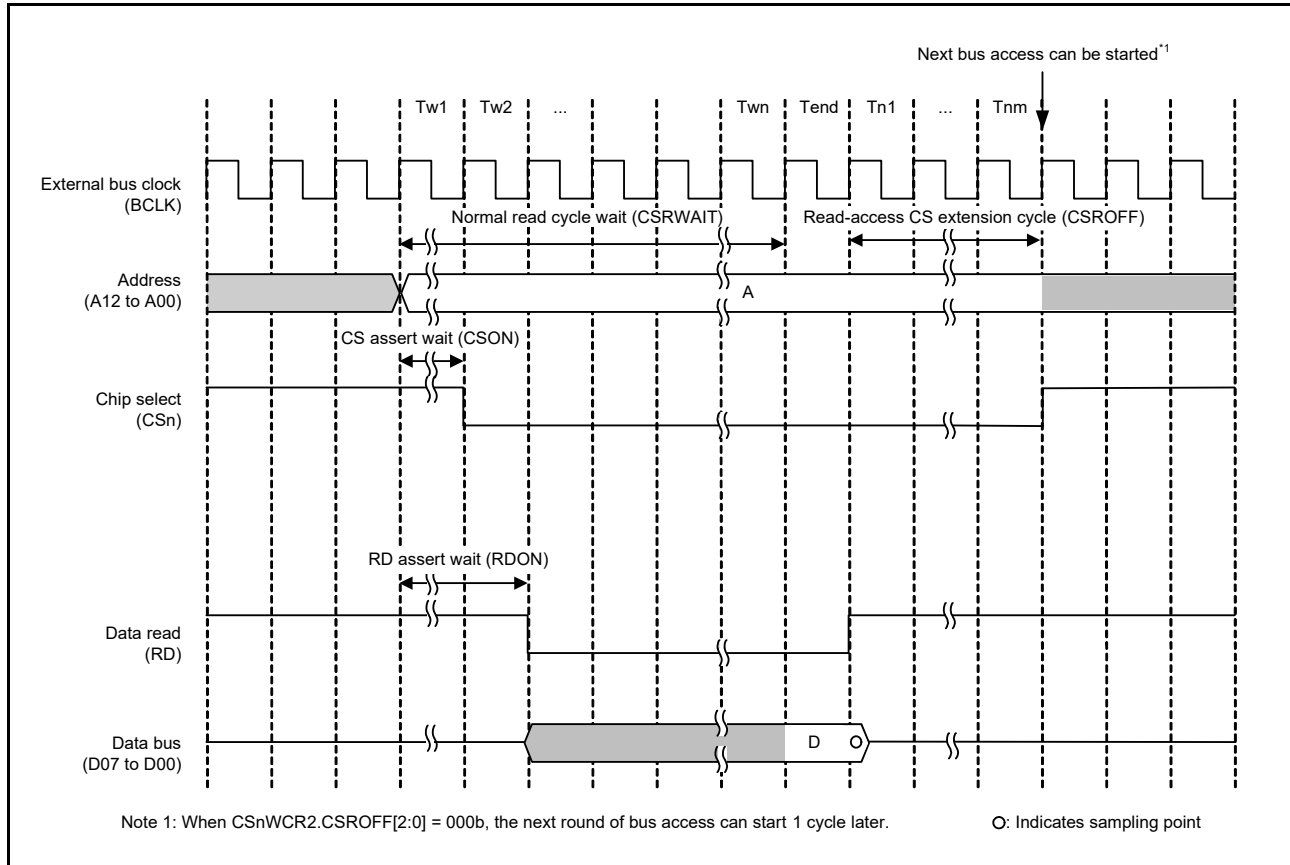 Next bus access can be started*1
Tw1 Tw2 ... Twn Tend Tn1 ... Tnm
External bus clock
(BCLK)
Normal read cycle wait (CSRWAIT) Read-access CS extension cycle (CSROFF)
Address
(A12 to A00)
A
CS assert wait (CSON)
Chip select
(CSn)
RD assert wait (RDON)
Data read
(RD)
Data bus
(D07 to D00)
D
Note 1: When CSnWCR2.CSROFF[2:0] = 000b, the next round of bus access can start 1 cycle later. O: Indicates sampling point